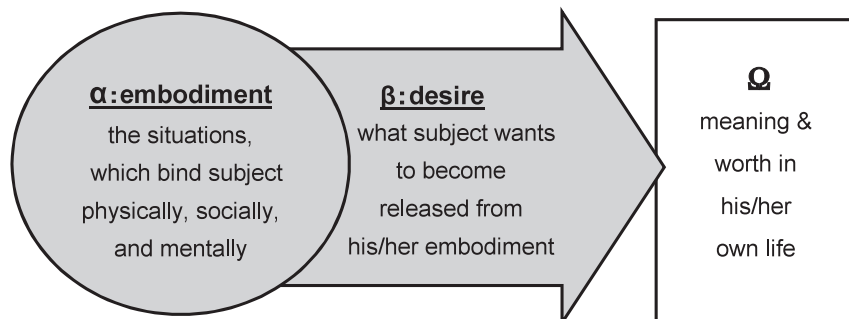 α:embodiment
the situations,
which bind subject
physically, socially,
and mentally
β:desire
what subject wants
to become
released from
his/her embodiment
Ω
meaning &
worth in
his/her
own life